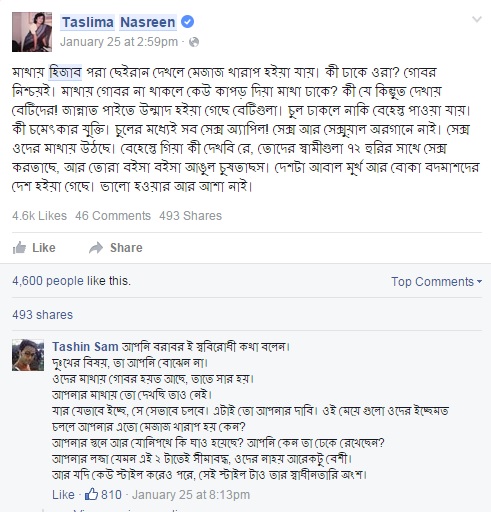 Taslima Nasreen
January 25 at 2:59pm ·
মাথায় হিজাব পরা ছেইরান দেখলে মেজাজ খারাপ হইয়া যায়। কী ঢাকে ওরা? গোবর
নিশ্চয়ই। মাথায় গোবর না থাকলে কেউ কাপড় দিয়া মাথা ঢাকে? কী যে কিম্ভুত দেখায়
বেটিদের! জান্নাত পাইতে উন্মাদ হইয়া গেছে বেটিগুলা। চুল ঢাকলে নাকি বেহেস্ত পাওয়া যায়।
কী চমেৎকার যুক্তি। চুলের মধ্যেই সব সেক্স অ্যাপিল! সেক্স আর সেক্সুয়াল অরগানে নাই। সেক্স
ওদের মাথায় উঠছে। বেহেস্তে গিয়া কী দেখবি রে, তোদের স্বামীগুলা ৭২ হুরির সাথে সেক্স
করতাছে, আর তোরা বইসা বইসা আঙুল চুষতাছস। দেশটা আবাল মূর্খ আর বোকা বদমাশদের
দেশ হইয়া গেছে। ভালো হওয়ার আর আশা নাই।
4.6k Likes 46 Comments 493 Shares
Like Share
4,600 people like this. Top Comments
493 shares
Tashin Sam আপনি বরাবর ই স্ববিরোধী কথা বলেন।
দুঃখের বিষয়, তা আপনি বোঝেন না।
ওদের মাথায় গোবর হয়ত আছে, তাতে সার হয়।
আপনার মাথায় তো দেখছি তাও নেই।
যার যেভাবে ইচ্ছে, সে সেভাবে চলবে। এটাই তো আপনার দাবি। ওই মেয়ে গুলো ওদের ইচ্ছেমত
চললে আপনার এতো মেজাজ খারাপ হয় কেন?
আপনার স্তনে আর যোনিপথে কি ঘাও হয়েছে? আপনি কেন তা ঢেকে রেখেছেন?
আপনার লজ্জা যেমন এই ২ টাতেই সীমাবদ্ধ, ওদের নাহয় আরেকটু বেশী।
আর যদি কেউ স্টাইল করেও পরে, সেই স্টাইল টাও তার স্বাধীনতারি অংশ।
Like · 810 · January 25 at 8:13pm